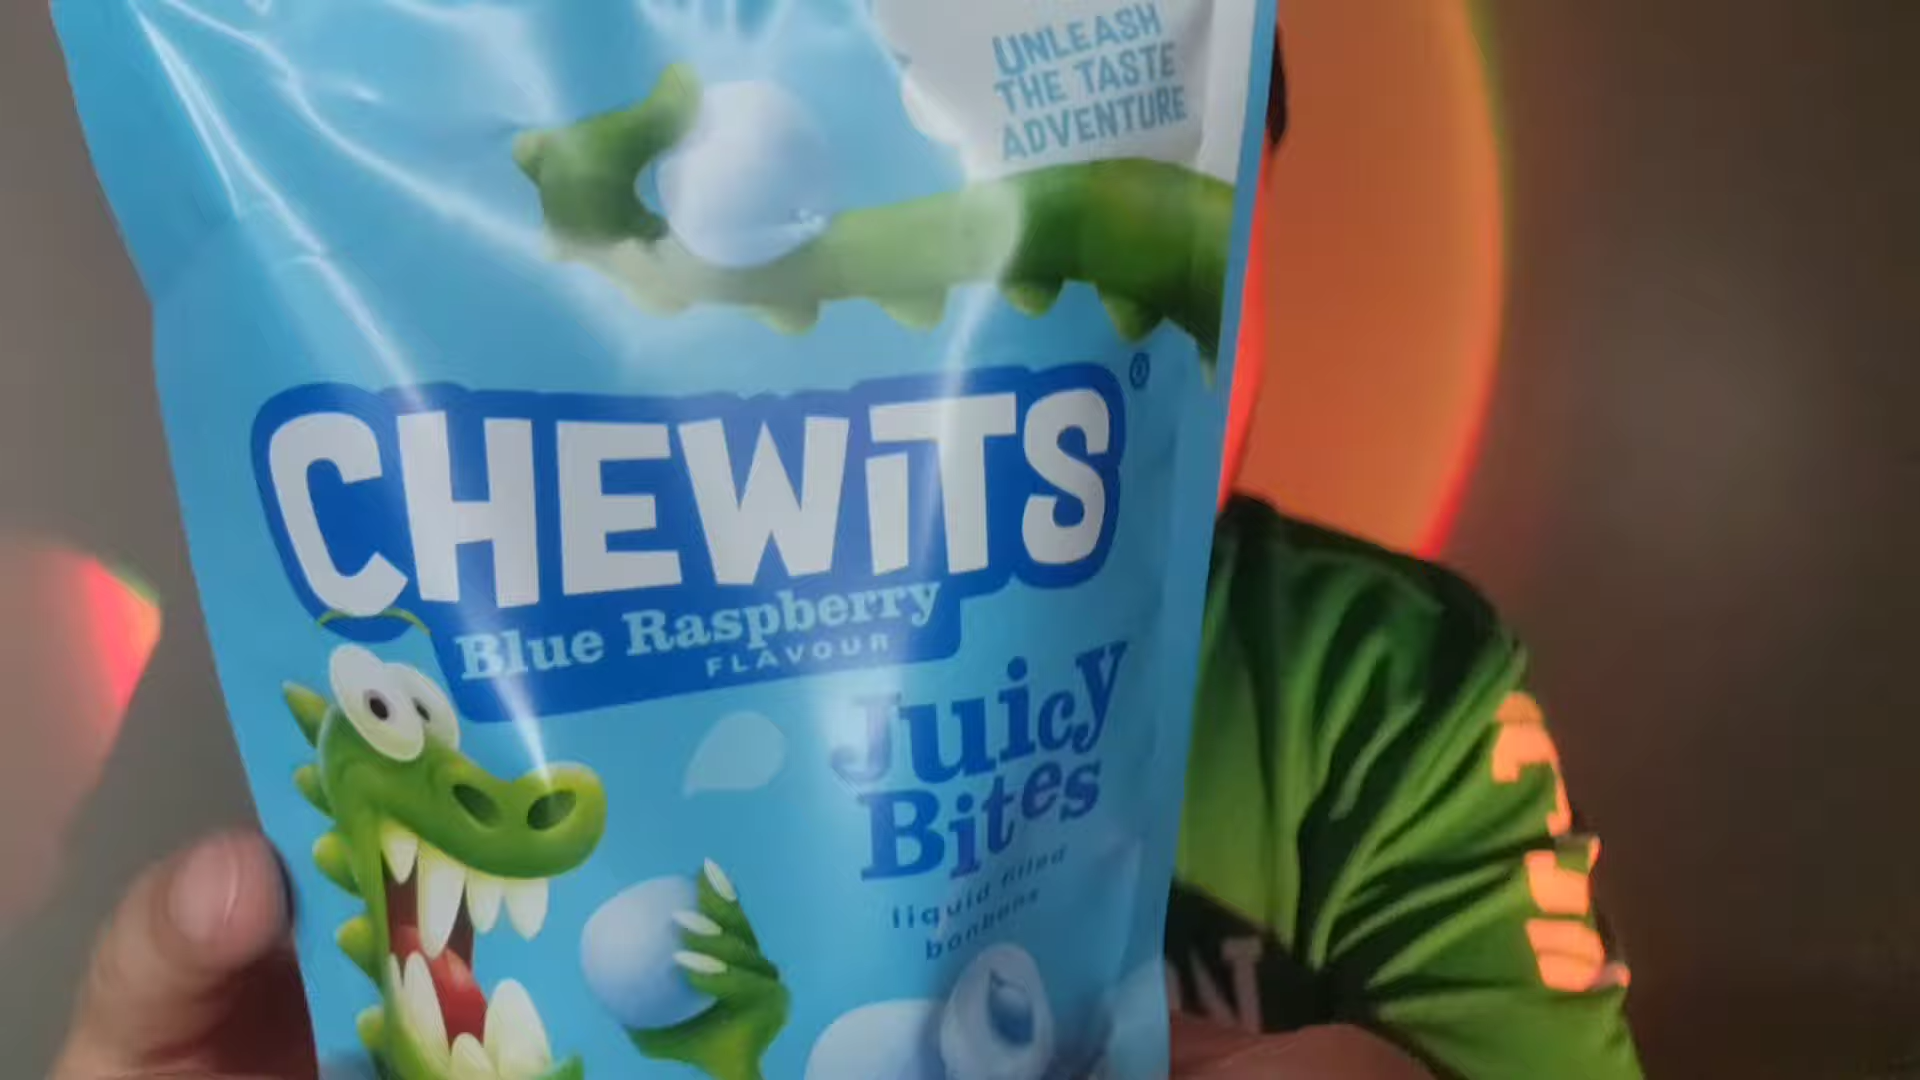 UNLEASH
THE TASTE
ADVENTURE
CHEWiTS®
Blue Raspberry
FLAVOUR
Juicy
Bites
liquid filled
bonbons